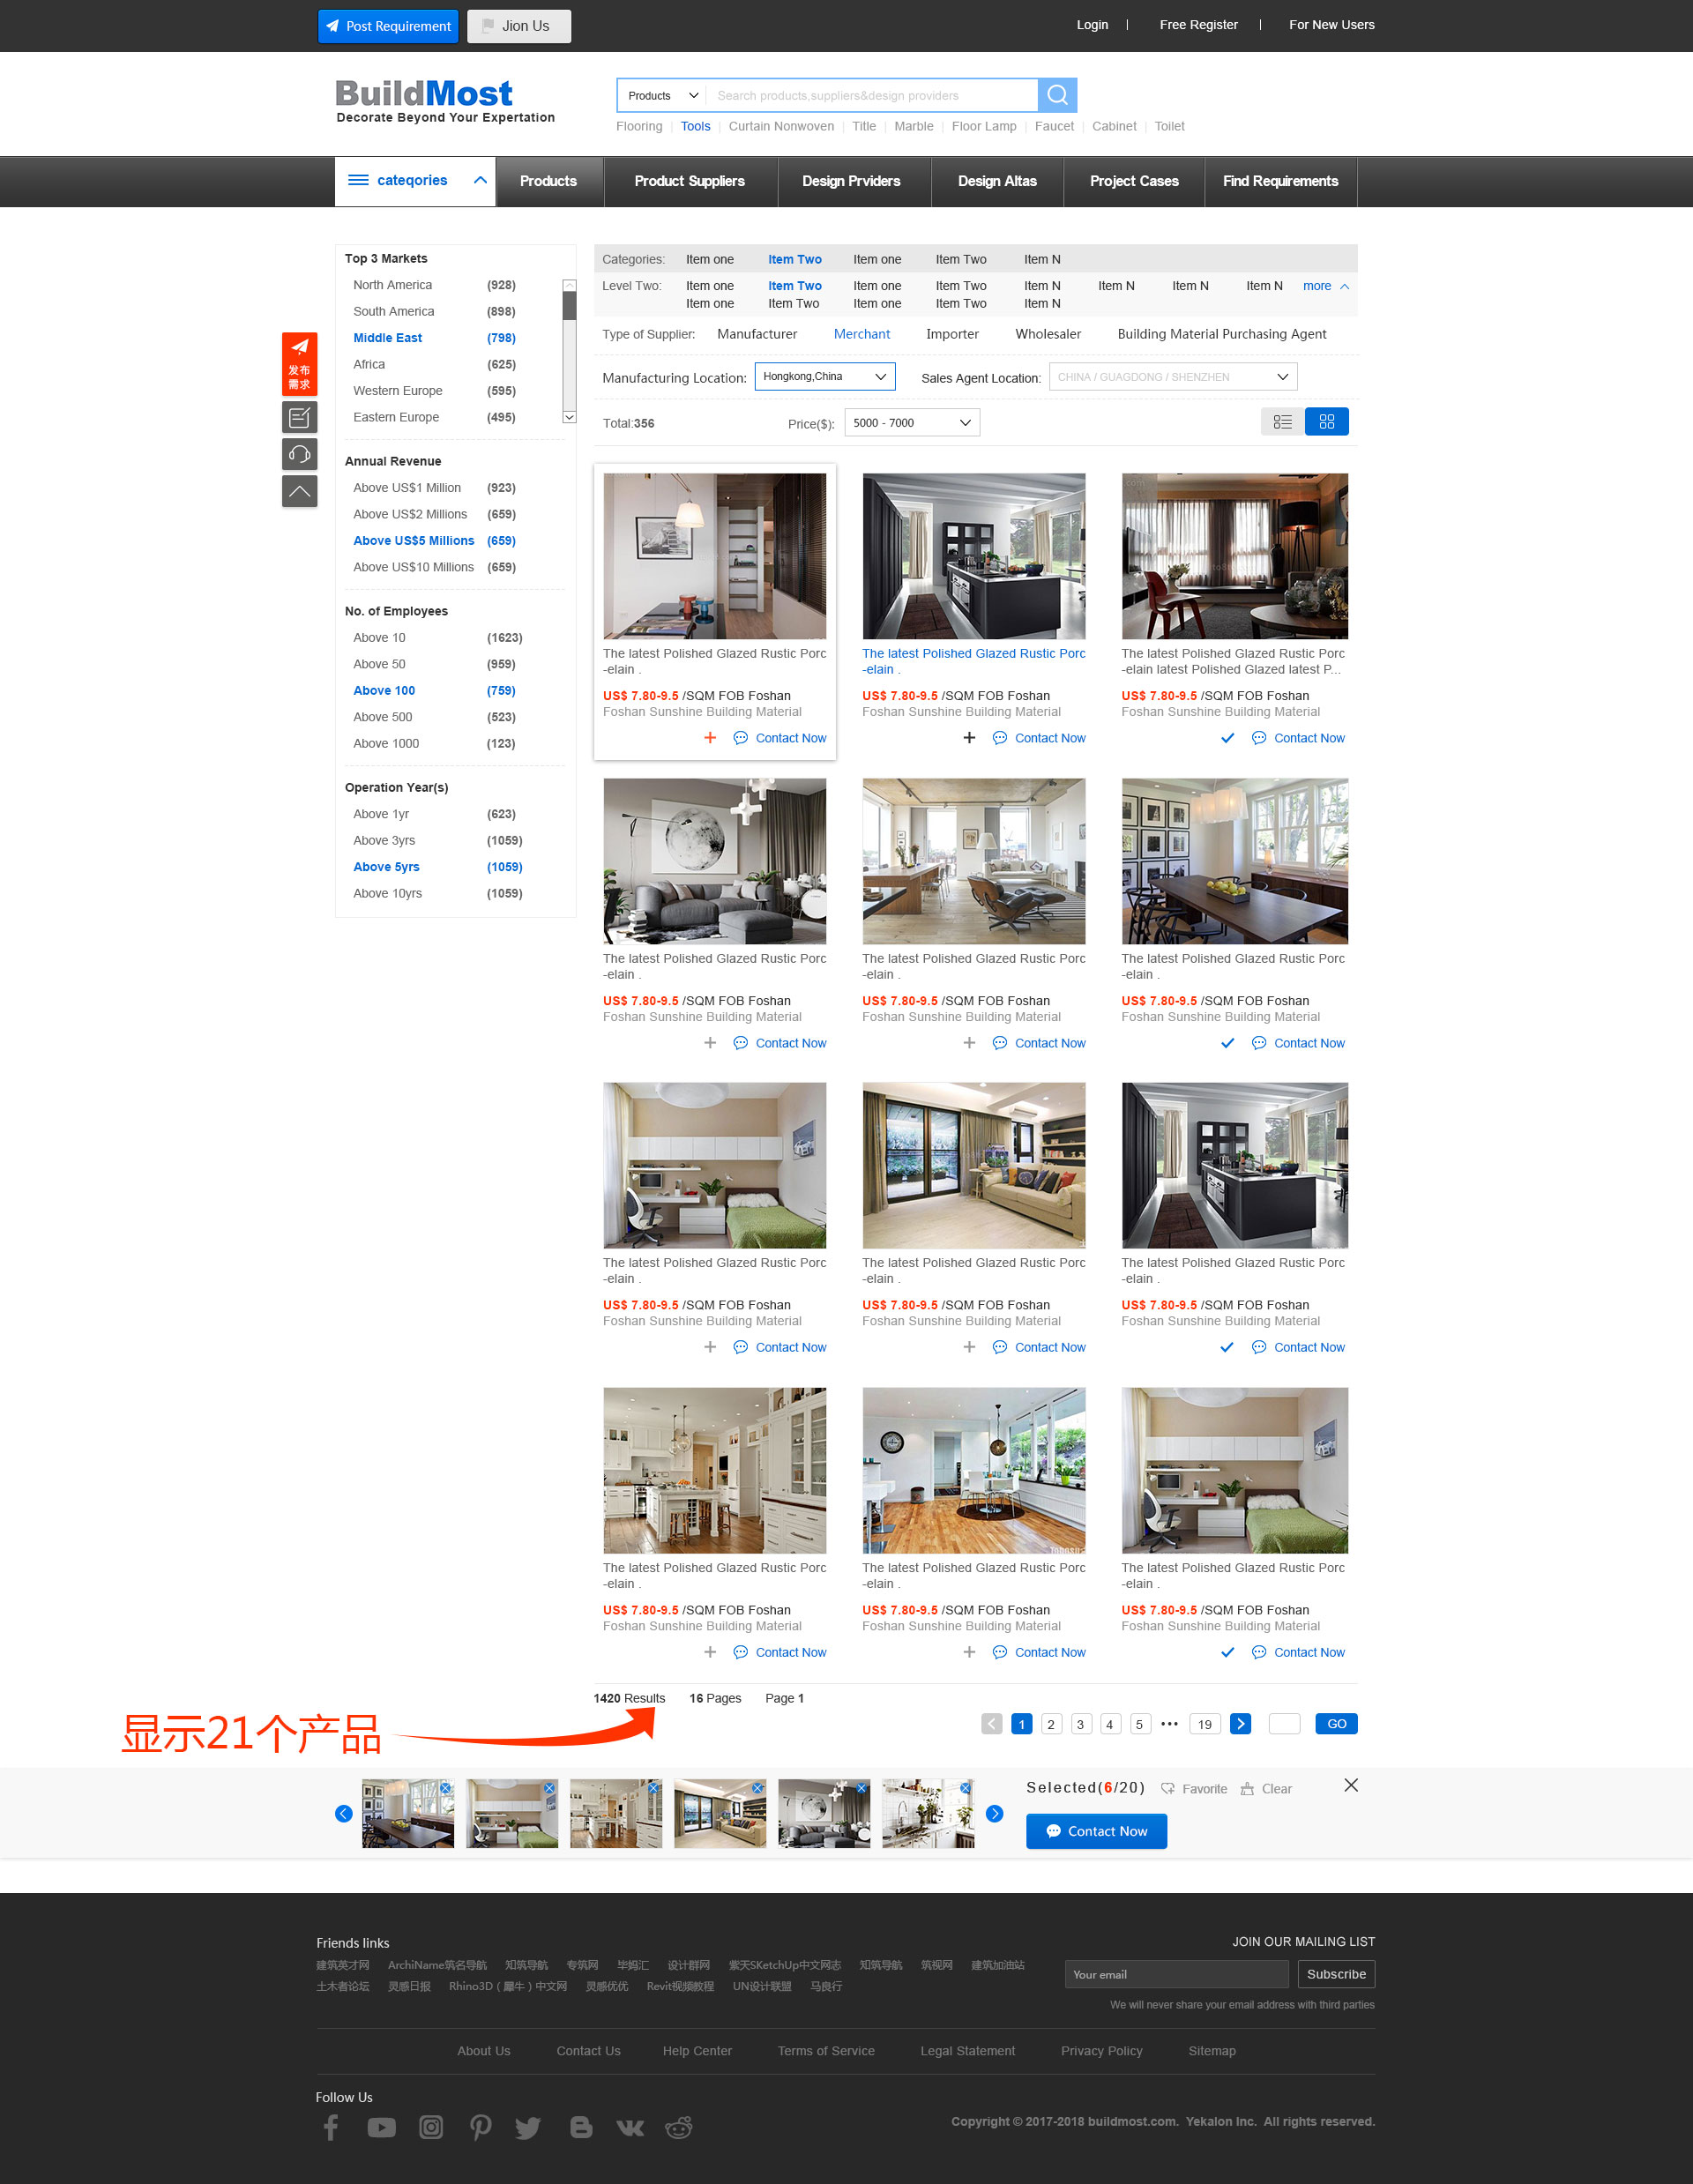 Post Requirement
Jion Us
Login
Free Register
For New Users
BuildMost
Decorate Beyond Your Expertation
Products
Search products,suppliers&design providers
Flooring | Tools | Curtain Nonwoven | Title | Marble | Floor Lamp | Faucet | Cabinet | Toilet
cateqories
Products
Product Suppliers
Design Prviders
Design Altas
Project Cases
Find Requirements
Top 3 Markets
North America (928)
South America (898)
Middle East (798)
Africa (625)
Western Europe (595)
Eastern Europe (495)
Annual Revenue
Above US$1 Million (923)
Above US$2 Millions (659)
Above US$5 Millions (659)
Above US$10 Millions (659)
No. of Employees
Above 10 (1623)
Above 50 (959)
Above 100 (759)
Above 500 (523)
Above 1000 (123)
Operation Year(s)
Above 1yr (623)
Above 3yrs (1059)
Above 5yrs (1059)
Above 10yrs (1059)
发布
需求
Categories: Item one Item Two Item one Item Two Item N
Level Two: Item one Item Two Item one Item Two Item N Item N Item N Item N more
Item one Item Two Item one Item Two Item N
Type of Supplier: Manufacturer Merchant Importer Wholesaler Building Material Purchasing Agent
Manufacturing Location: Hongkong,China Sales Agent Location: CHINA / GUAGDONG / SHENZHEN
Total:356 Price($): 5000 - 7000
The latest Polished Glazed Rustic Porc
-elain .
US$ 7.80-9.5 /SQM FOB Foshan
Foshan Sunshine Building Material
Contact Now
The latest Polished Glazed Rustic Porc
-elain .
US$ 7.80-9.5 /SQM FOB Foshan
Foshan Sunshine Building Material
Contact Now
.com
The latest Polished Glazed Rustic Porc
-elain latest Polished Glazed latest P...
US$ 7.80-9.5 /SQM FOB Foshan
Foshan Sunshine Building Material
Contact Now
The latest Polished Glazed Rustic Porc
-elain .
US$ 7.80-9.5 /SQM FOB Foshan
Foshan Sunshine Building Material
Contact Now
The latest Polished Glazed Rustic Porc
-elain .
US$ 7.80-9.5 /SQM FOB Foshan
Foshan Sunshine Building Material
Contact Now
The latest Polished Glazed Rustic Porc
-elain .
US$ 7.80-9.5 /SQM FOB Foshan
Foshan Sunshine Building Material
Contact Now
The latest Polished Glazed Rustic Porc
-elain .
US$ 7.80-9.5 /SQM FOB Foshan
Foshan Sunshine Building Material
Contact Now
The latest Polished Glazed Rustic Porc
-elain .
US$ 7.80-9.5 /SQM FOB Foshan
Foshan Sunshine Building Material
Contact Now
The latest Polished Glazed Rustic Porc
-elain .
US$ 7.80-9.5 /SQM FOB Foshan
Foshan Sunshine Building Material
Contact Now
The latest Polished Glazed Rustic Porc
-elain .
US$ 7.80-9.5 /SQM FOB Foshan
Foshan Sunshine Building Material
Contact Now
The latest Polished Glazed Rustic Porc
-elain .
US$ 7.80-9.5 /SQM FOB Foshan
Foshan Sunshine Building Material
Contact Now
The latest Polished Glazed Rustic Porc
-elain .
US$ 7.80-9.5 /SQM FOB Foshan
Foshan Sunshine Building Material
Contact Now
1420 Results 16 Pages Page 1
显示21个产品
1 2 3 4 5 ••• 19 GO
Selected(6/20) Favorite Clear
Contact Now
Friends links
建筑英才网 ArchiName筑名导航 知筑导航 专筑网 毕妈汇 设计群网 紫天SKetchUp中文网志 知筑导航 筑视网 建筑加油站
土木者论坛 灵感日报 Rhino3D（犀牛）中文网 灵感优优 Revit视频教程 UN设计联盟 马良行
JOIN OUR MAILING LIST
Your email
Subscribe
We will never share your email address with third parties
About Us Contact Us Help Center Terms of Service Legal Statement Privacy Policy Sitemap
Follow Us
Copyright © 2017-2018 buildmost.com. Yekalon Inc. All rights reserved.